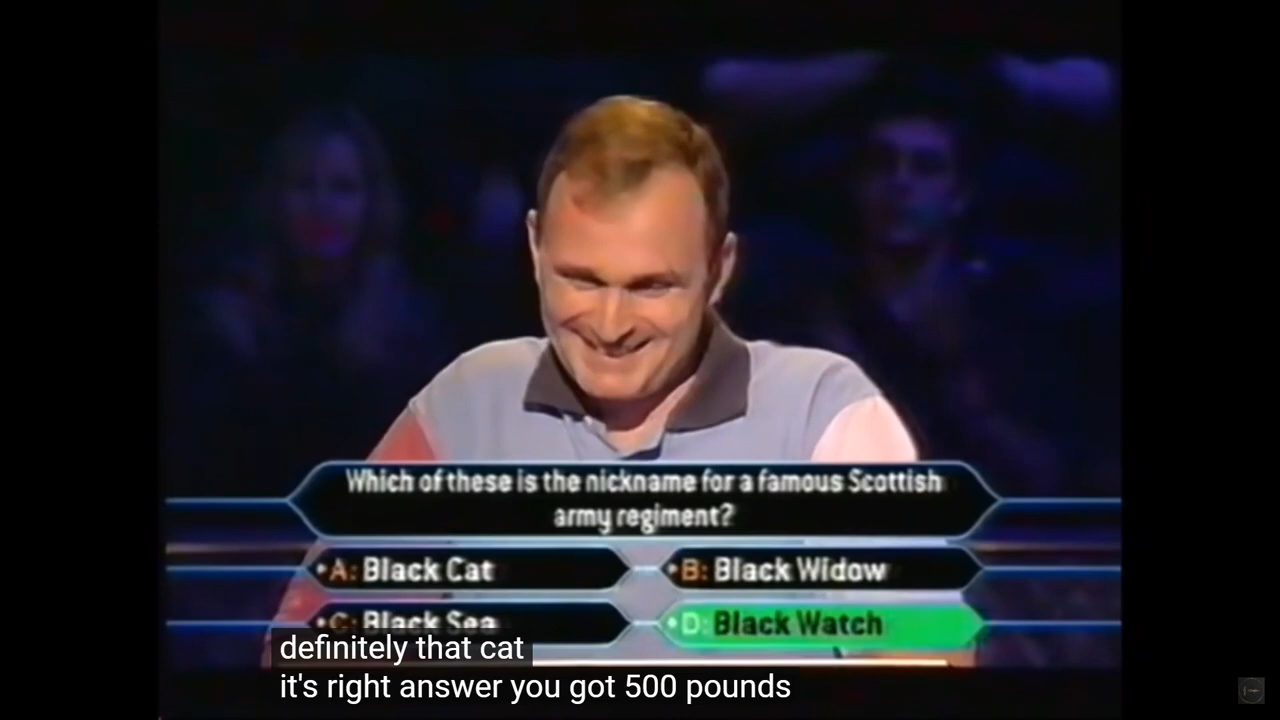 Which of these is the nickname for a famous Scottish
army regiment?
A: Black Cat
B: Black Widow
C: Black Sea
D: Black Watch
definitely that cat
it's right answer you got 500 pounds